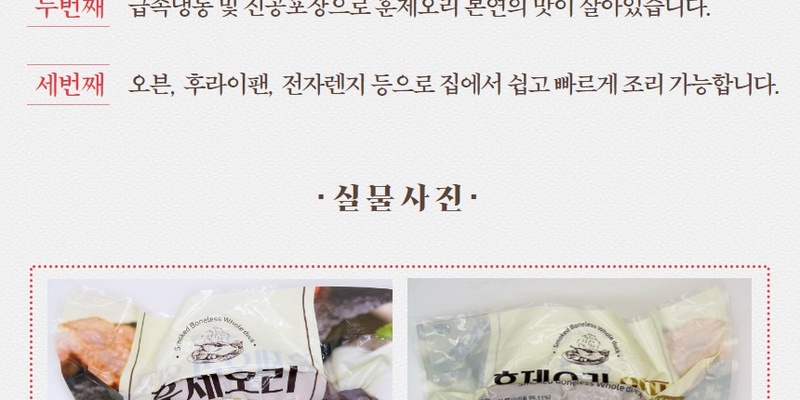 두번째 급속냉동 및 진공포장으로 훈제오리 본연의 맛이 살아있습니다.
세번째 오븐, 후라이팬, 전자렌지 등으로 집에서 쉽고 빠르게 조리 가능합니다.
·실물사진·
Smoked Boneless Whole duck
훈제오리
Smoked Boneless Whole duck
훈제오리
Smoked Boneless Whole duck